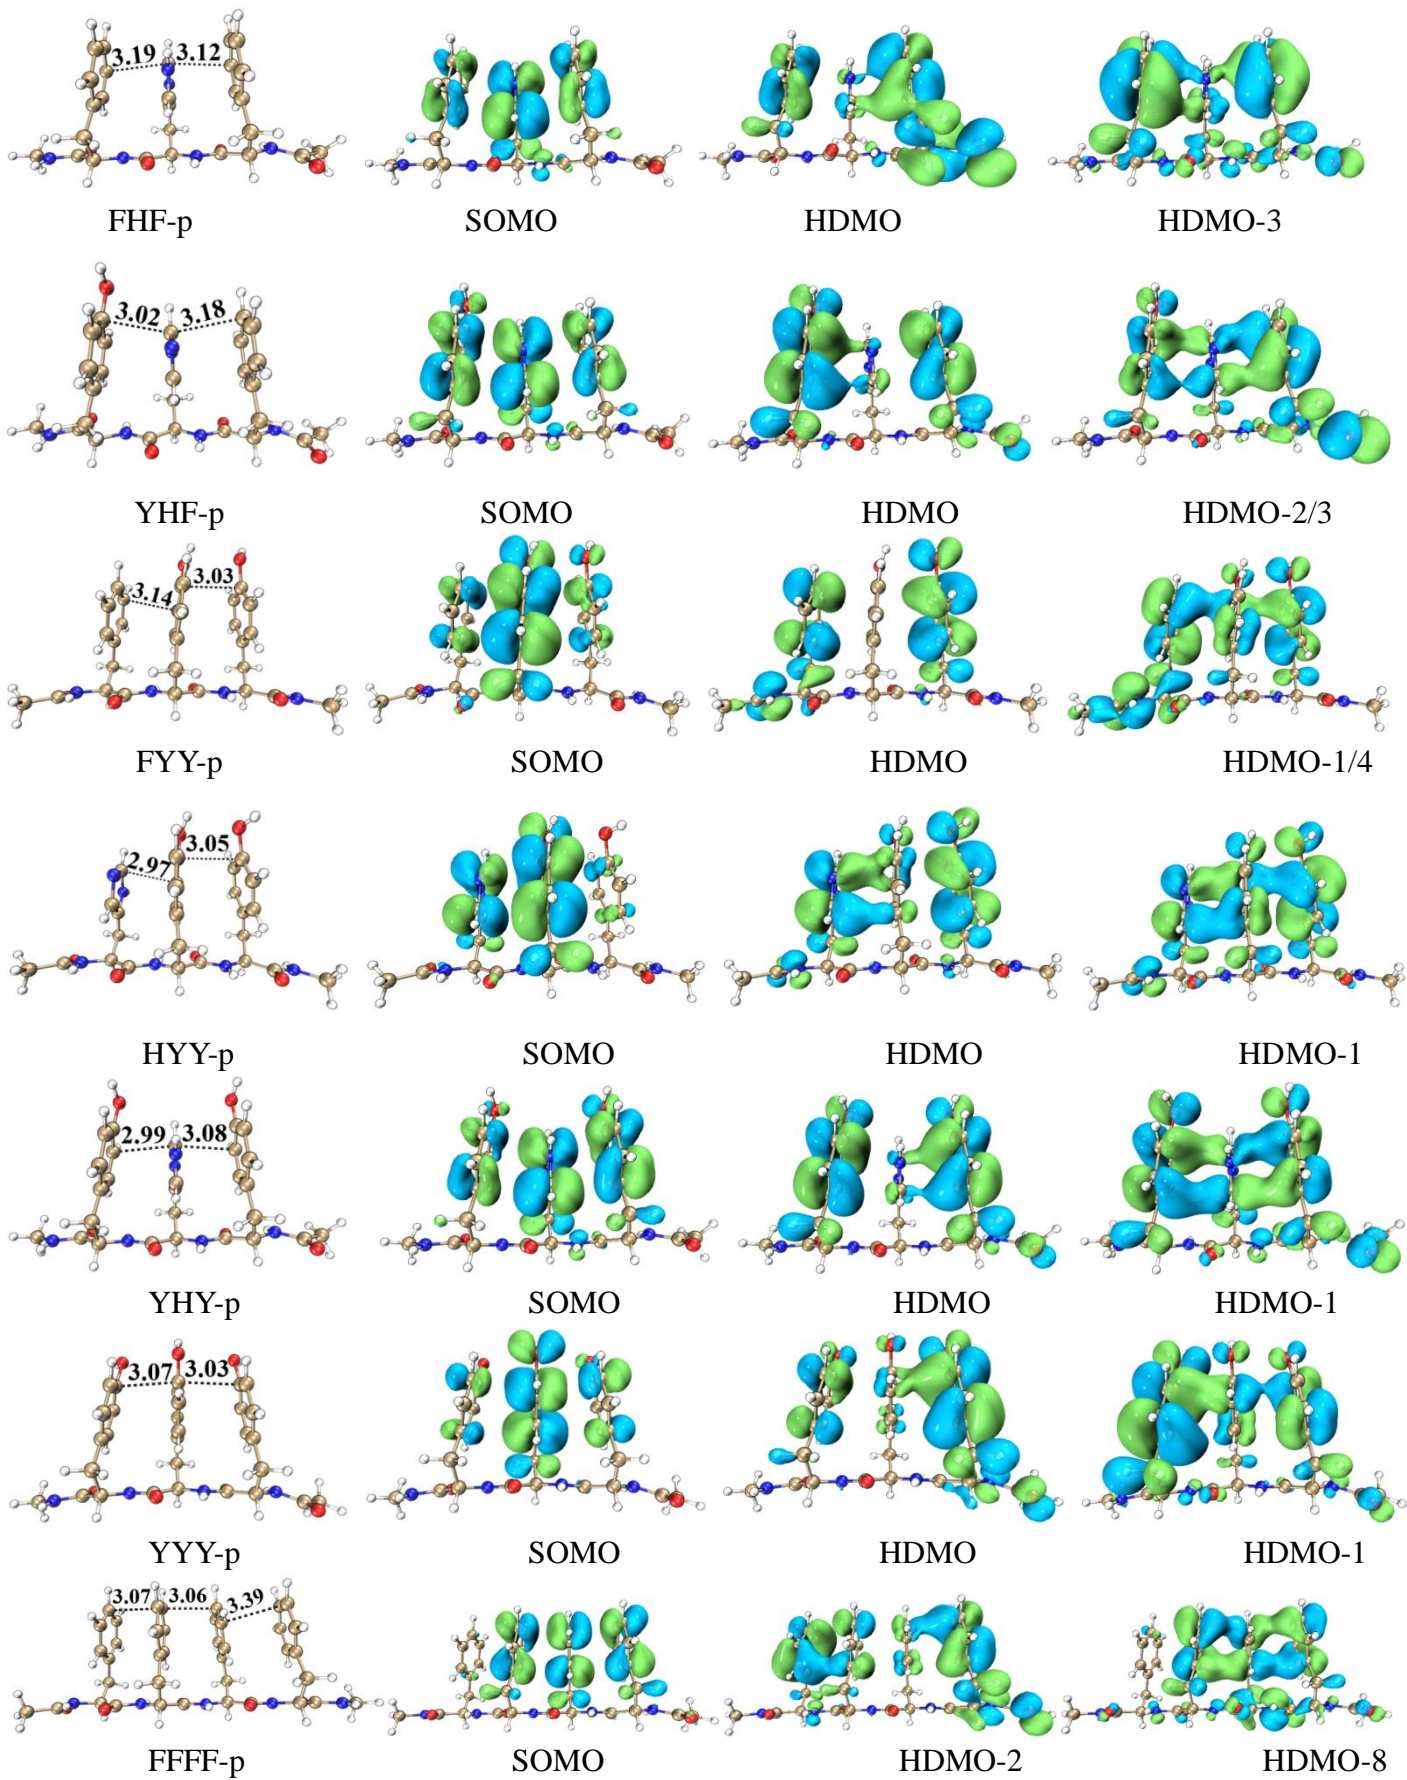 3.19 3.12
FHF-p SOMO HDMO HDMO-3
3.02 3.18
YHF-p SOMO HDMO HDMO-2/3
3.14 3.03
FYY-p SOMO HDMO HDMO-1/4
2.97 3.05
HYY-p SOMO HDMO HDMO-1
2.99 3.08
YHY-p SOMO HDMO HDMO-1
3.07 3.03
YYY-p SOMO HDMO HDMO-1
3.07 3.06 3.39
FFFF-p SOMO HDMO-2 HDMO-8